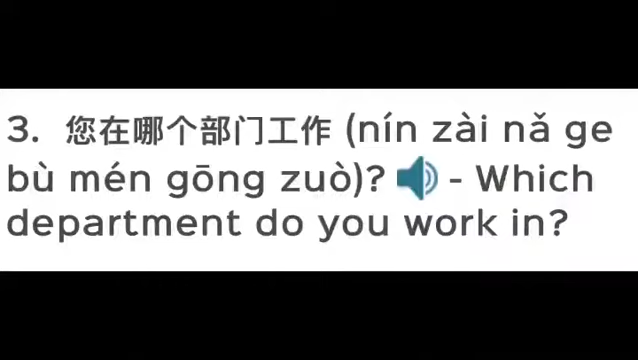 3. 您在哪个部门工作 (nín zài nǎ ge
bù mén gōng zuò)? - Which
department do you work in?